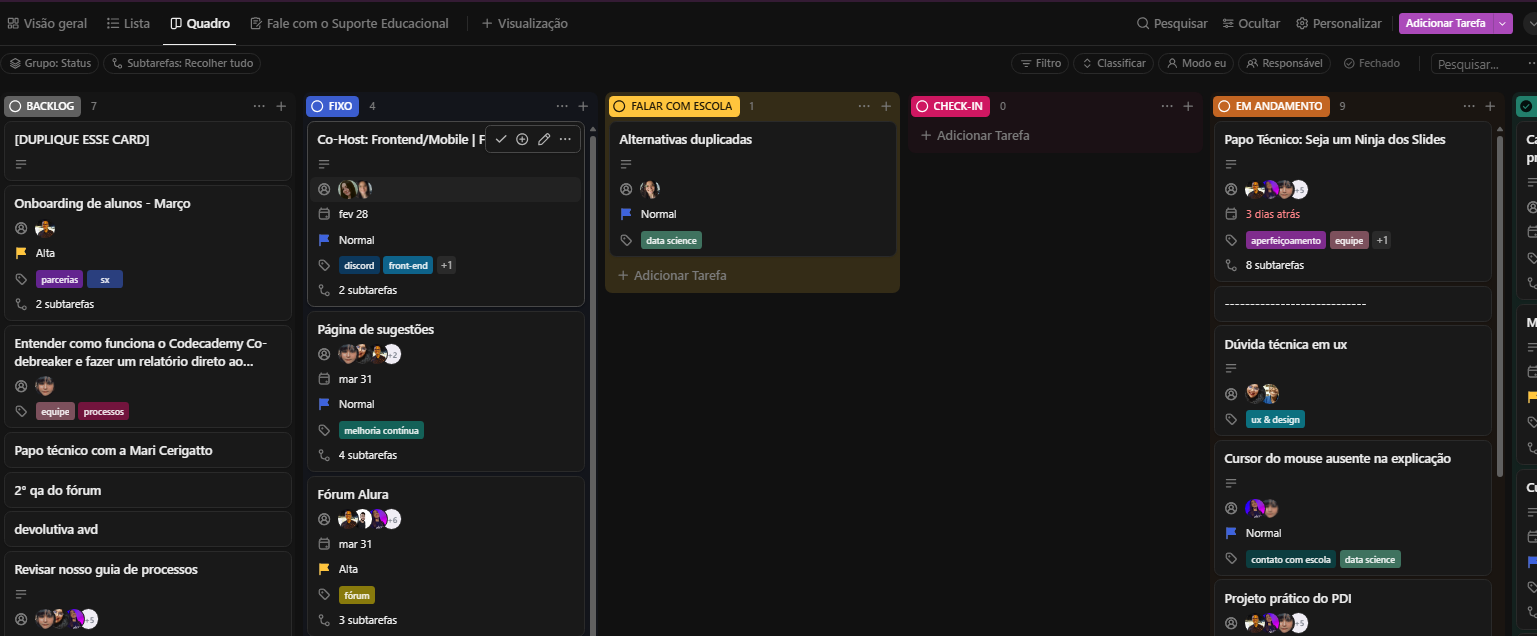 Visão geral
Lista
Quadro
Fale com o Suporte Educacional
Visualização
Pesquisar
Ocultar
Personalizar
Adicionar Tarefa
Grupo: Status
Subtarefas: Recolher tudo
Filtro
Classificar
Modo eu
Responsável
Fechado
Pesquisar...
BACKLOG 7
[DUPLIQUE ESSE CARD]
Onboarding de alunos - Março
Alta
parcerias sx
2 subtarefas
Entender como funciona o Codecademy Co-
debreaker e fazer um relatório direto ao...
equipe processos
Papo técnico com a Mari Cerigatto
2º qa do fórum
devolutiva avd
Revisar nosso guia de processos
+5
FIXO 4
Co-Host: Frontend/Mobile | F
fev 28
Normal
discord front-end +1
2 subtarefas
Página de sugestões
+2
mar 31
Normal
melhoria contínua
4 subtarefas
Fórum Alura
+6
mar 31
Alta
fórum
3 subtarefas
FALAR COM ESCOLA 1
Alternativas duplicadas
Normal
data science
Adicionar Tarefa
CHECK-IN 0
Adicionar Tarefa
EM ANDAMENTO 9
Papo Técnico: Seja um Ninja dos Slides
+5
3 dias atrás
aperfeiçoamento equipe +1
8 subtarefas
----------------------------
Dúvida técnica em ux
ux & design
Cursor do mouse ausente na explicação
Normal
contato com escola data science
Projeto prático do PDI
+5
Ca
pr
M